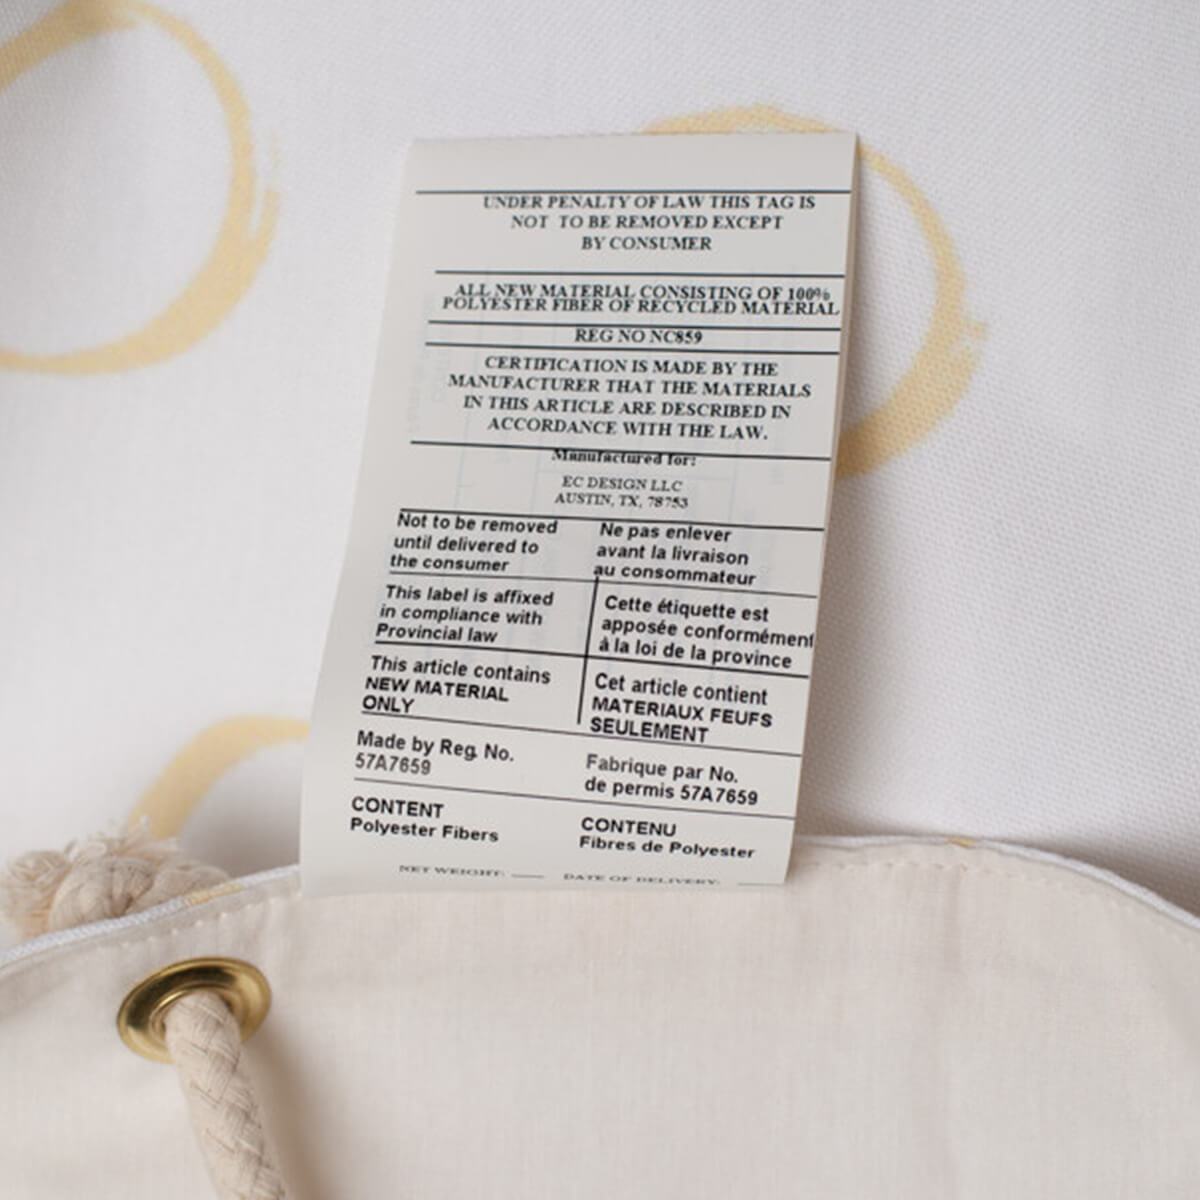 UNDER PENALTY OF LAW THIS TAG IS
NOT TO BE REMOVED EXCEPT
BY CONSUMER
ALL NEW MATERIAL CONSISTING OF 100%
POLYESTER FIBER OF RECYCLED MATERIAL
REG NO NC859
CERTIFICATION IS MADE BY THE
MANUFACTURER THAT THE MATERIALS
IN THIS ARTICLE ARE DESCRIBED IN
ACCORDANCE WITH THE LAW.
Manufactured for:
EC DESIGN LLC
AUSTIN, TX, 78753
Not to be removed
until delivered to
the consumer
Ne pas enlever
avant la livraison
au consommateur
This label is affixed
in compliance with
Provincial law
Cette étiquette est
apposée conformément
à la loi de la province
This article contains
NEW MATERIAL
ONLY
Cet article contient
MATERIAUX FEUFS
SEULEMENT
Made by Reg. No.
57A7659
Fabrique par No.
de permis 57A7659
CONTENT
Polyester Fibers
CONTENU
Fibres de Polyester
NET WEIGHT: DATE OF DELIVERY: